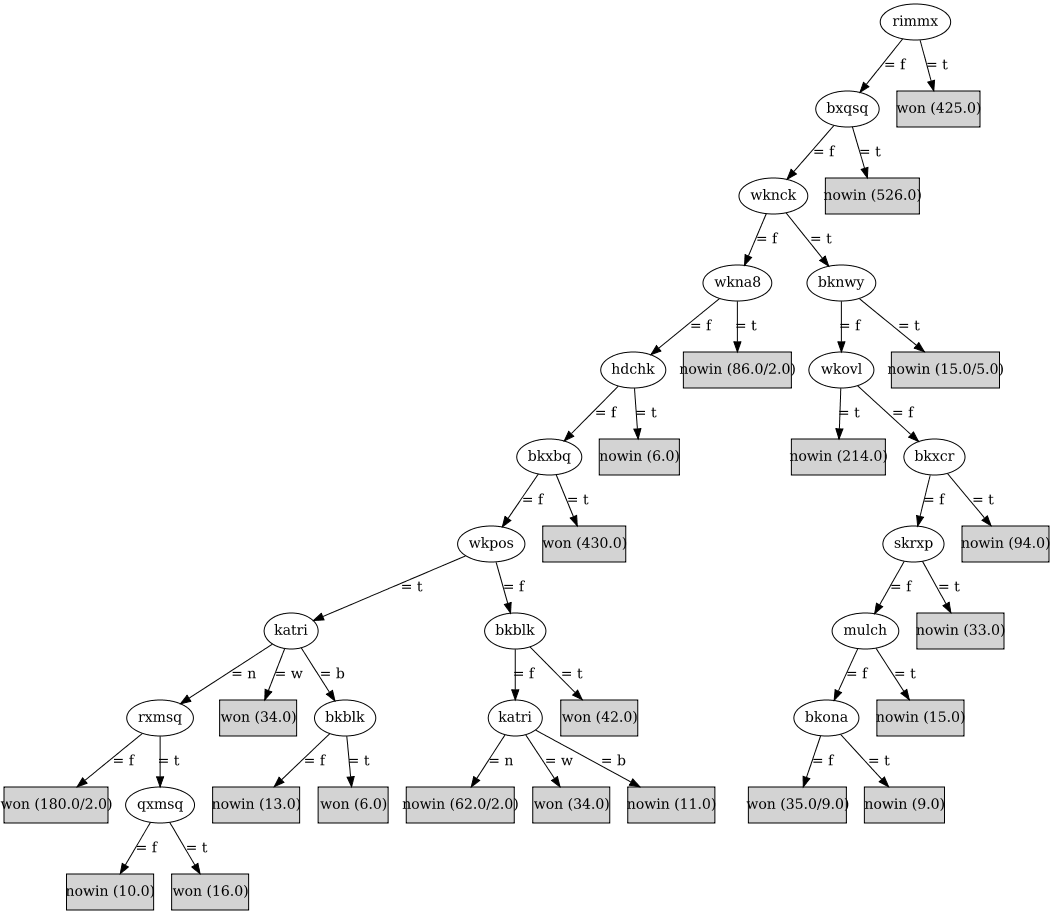 rimmx
= f
= t
bxqsq
won (425.0)
= f
= t
wknck
nowin (526.0)
= f
= t
wkna8
bknwy
= f
= t
= f
= t
hdchk
nowin (86.0/2.0)
wkovl
nowin (15.0/5.0)
= f
= t
= t
= f
bkxbq
nowin (6.0)
nowin (214.0)
bkxcr
= f
= t
= f
= t
wkpos
won (430.0)
skrxp
nowin (94.0)
= t
= f
= f
= t
katri
bkblk
mulch
nowin (33.0)
= n
= w
= b
= f
= t
= f
= t
rxmsq
won (34.0)
bkblk
katri
won (42.0)
bkona
nowin (15.0)
= f
= t
= f
= t
= n
= w
= b
= f
= t
won (180.0/2.0)
qxmsq
nowin (13.0)
won (6.0)
nowin (62.0/2.0)
won (34.0)
nowin (11.0)
won (35.0/9.0)
nowin (9.0)
= f
= t
nowin (10.0)
won (16.0)